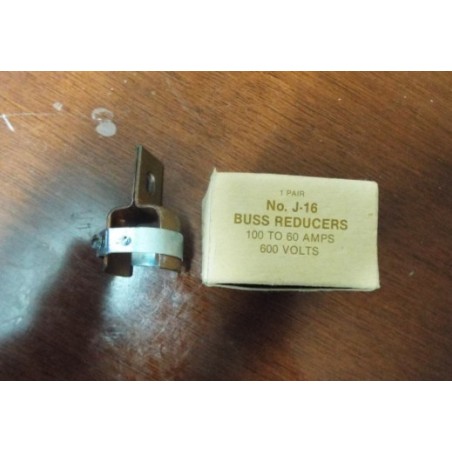 1 PAIR
No. J-16
BUSS REDUCERS
100 TO 60 AMPS
600 VOLTS